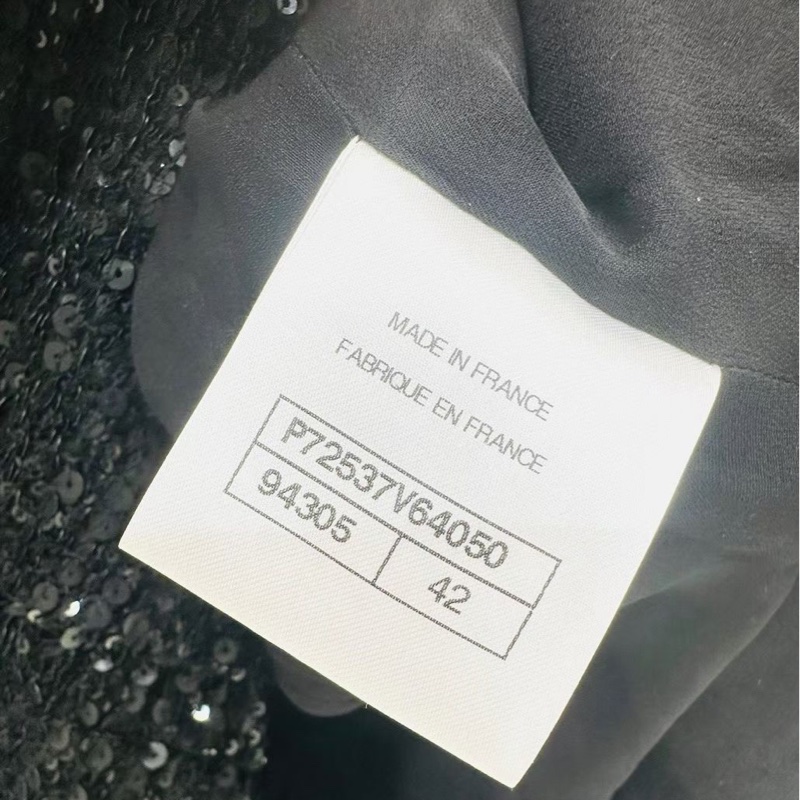 MADE IN FRANCE
FABRIQUE EN FRANCE
P72537V64050
94305 42